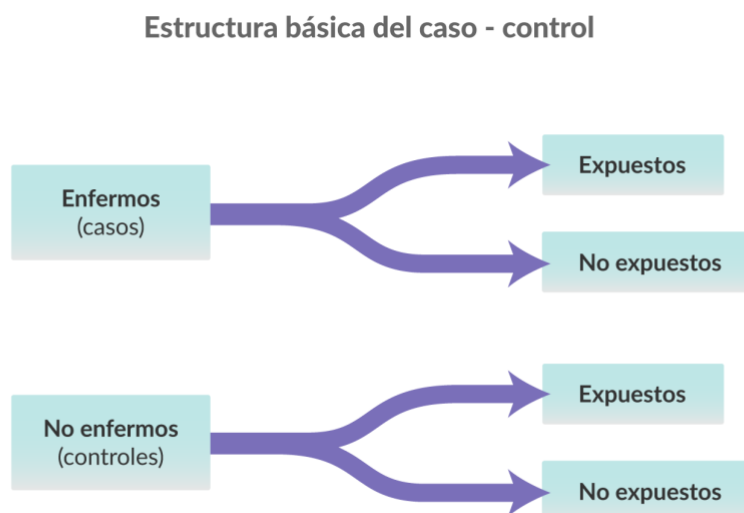 Estructura básica del caso - control
Enfermos
(casos)
Expuestos
No expuestos
No enfermos
(controles)
Expuestos
No expuestos